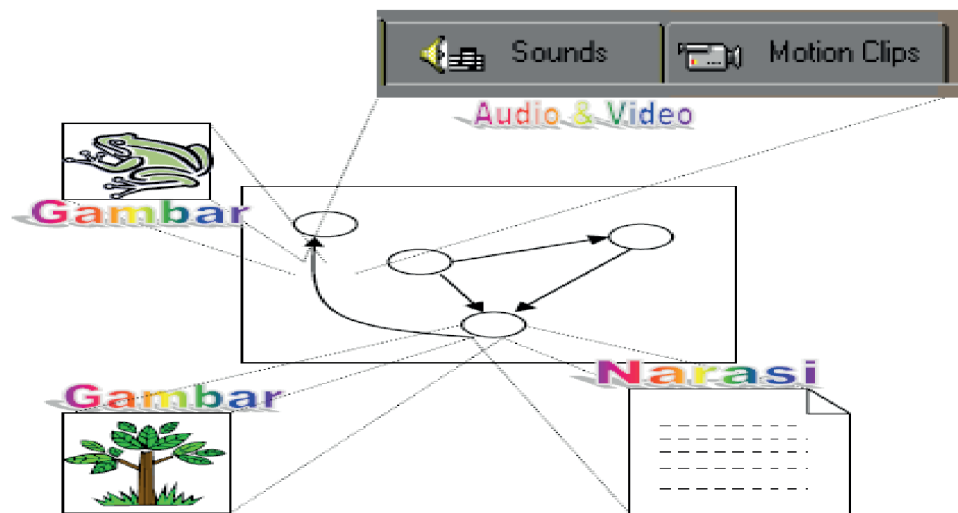 Sounds
Motion Clips
Audio & Video
Gambar
Gambar
Narasi